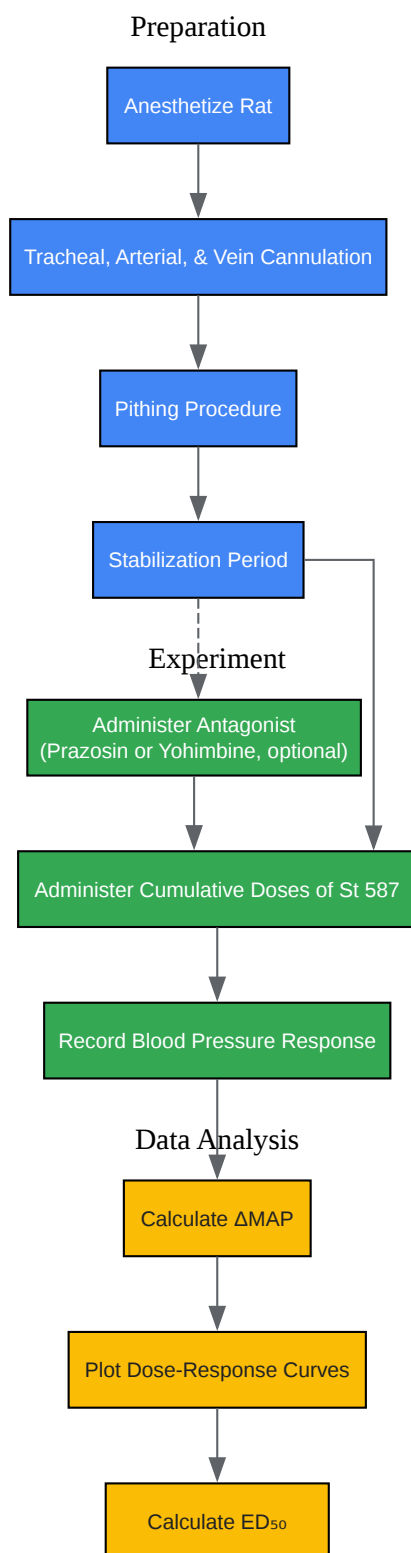 Preparation
Anesthetize Rat
Tracheal, Arterial, & Vein Cannulation
Pithing Procedure
Stabilization Period
Experiment
Administer Antagonist
(Prazosin or Yohimbine, optional)
Administer Cumulative Doses of St 587
Record Blood Pressure Response
Data Analysis
Calculate ΔMAP
Plot Dose-Response Curves
Calculate ED₅₀